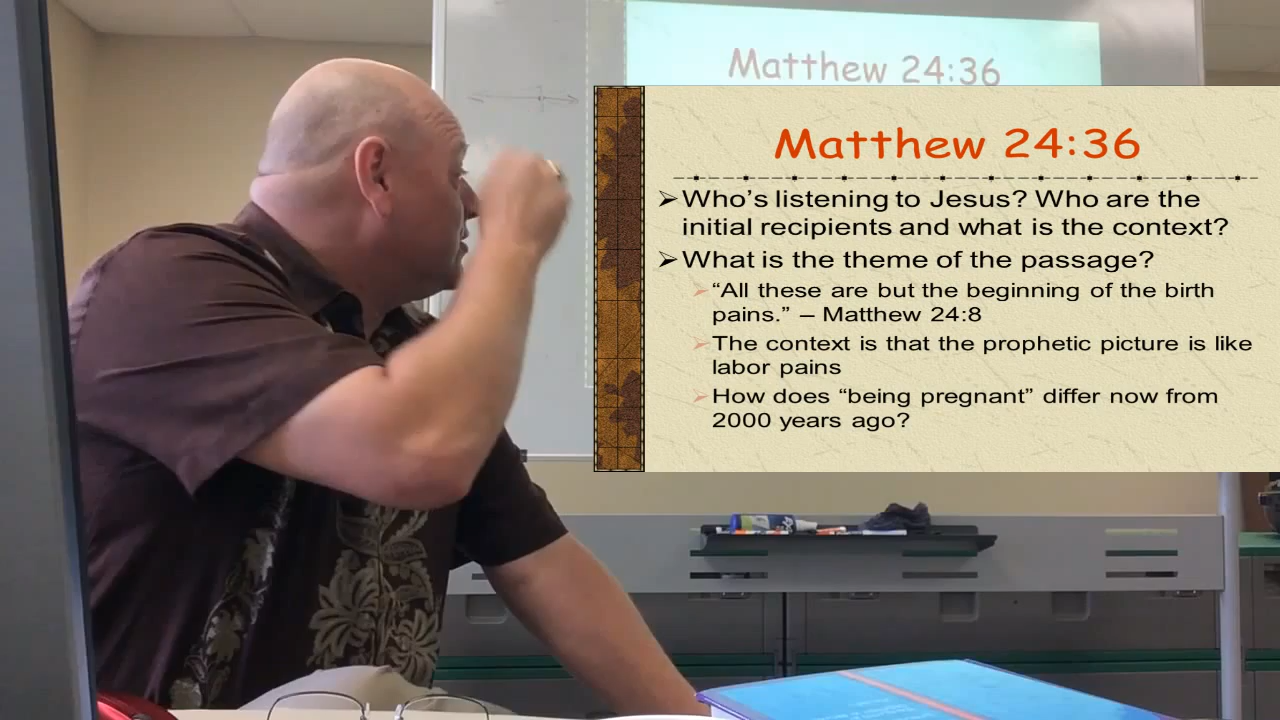 Matthew 24:36
Matthew 24:36
Who’s listening to Jesus? Who are the
initial recipients and what is the context?
What is the theme of the passage?
“All these are but the beginning of the birth
pains.” – Matthew 24:8
The context is that the prophetic picture is like
labor pains
How does “being pregnant” differ now from
2000 years ago?